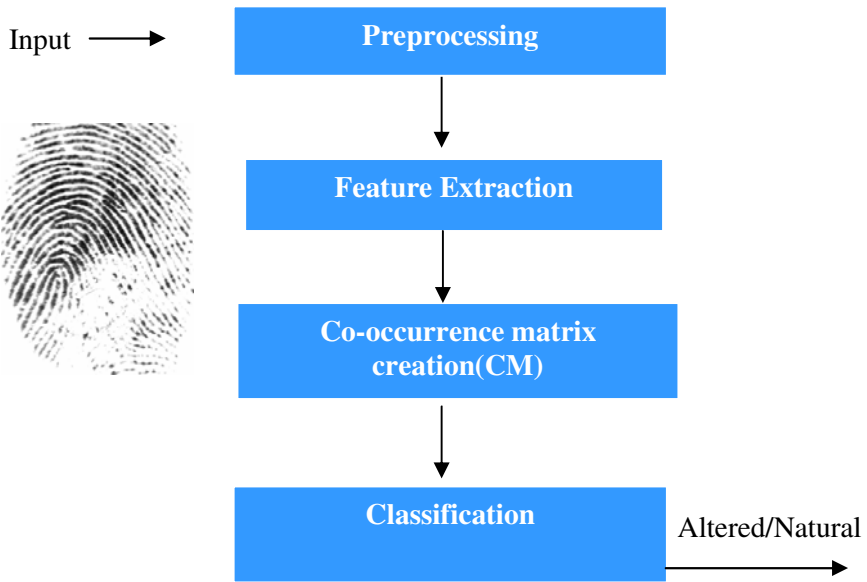 Input
Preprocessing
Feature Extraction
Co-occurrence matrix
creation(CM)
Classification
Altered/Natural